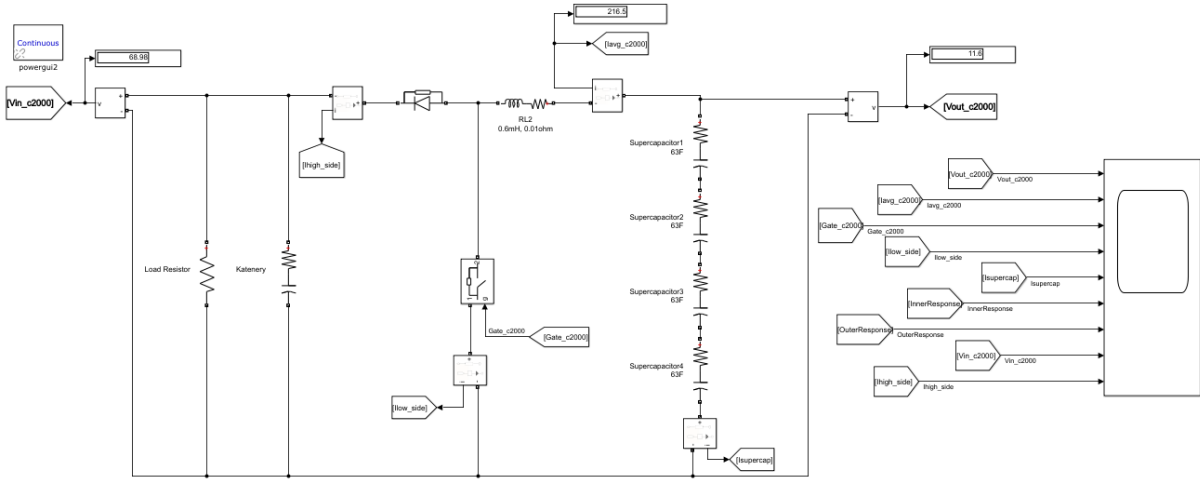 Continuous
powergui2
68.98
[Vin_c2000]
v
+
-
[Ihigh_side]
RL2
0.6mH, 0.01ohm
216.5
[Iavg_c2000]
Supercapacitor1
63F
Supercapacitor2
63F
Supercapacitor3
63F
Supercapacitor4
63F
[Isupercap]
11.6
[Vout_c2000]
+
-
v
Load Resistor
Katenery
Gate_c2000
[Gate_c2000]
[Ilow_side]
[Vout_c2000]
Vout_c2000
[Iavg_c2000]
Iavg_c2000
[Gate_c2000]
Gate_c2000
[Ilow_side]
Ilow_side
[Isupercap]
Isupercap
[InnerResponse]
InnerResponse
[OuterResponse]
OuterResponse
[Vin_c2000]
Vin_c2000
[Ihigh_side]
Ihigh_side